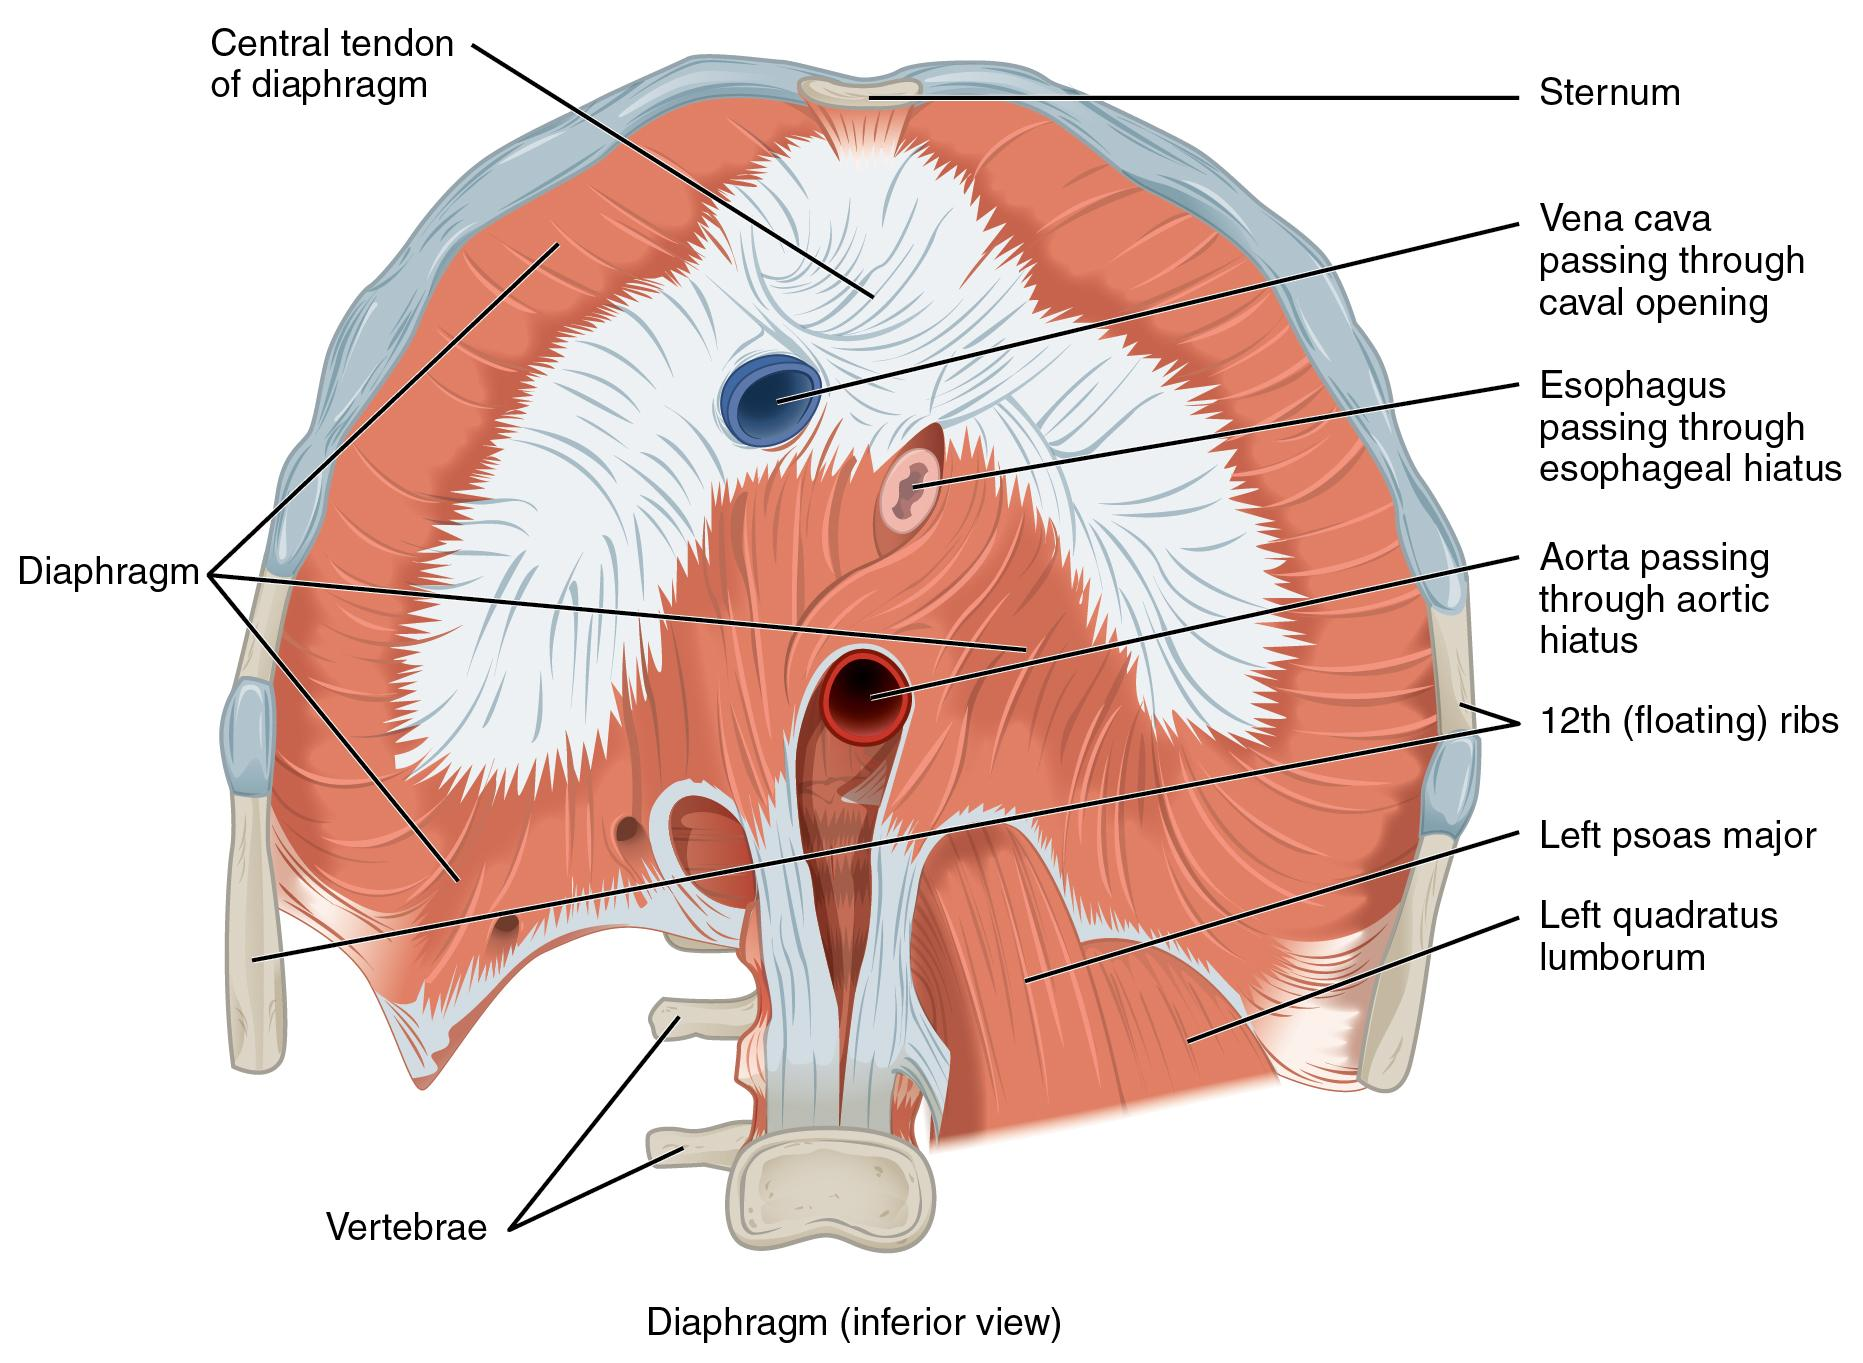 Central tendon
of diaphragm
Sternum
Vena cava
passing through
caval opening
Esophagus
passing through
esophageal hiatus
Diaphragm
Aorta passing
through aortic
hiatus
12th (floating) ribs
Left psoas major
Left quadratus
lumborum
Vertebrae
Diaphragm (inferior view)